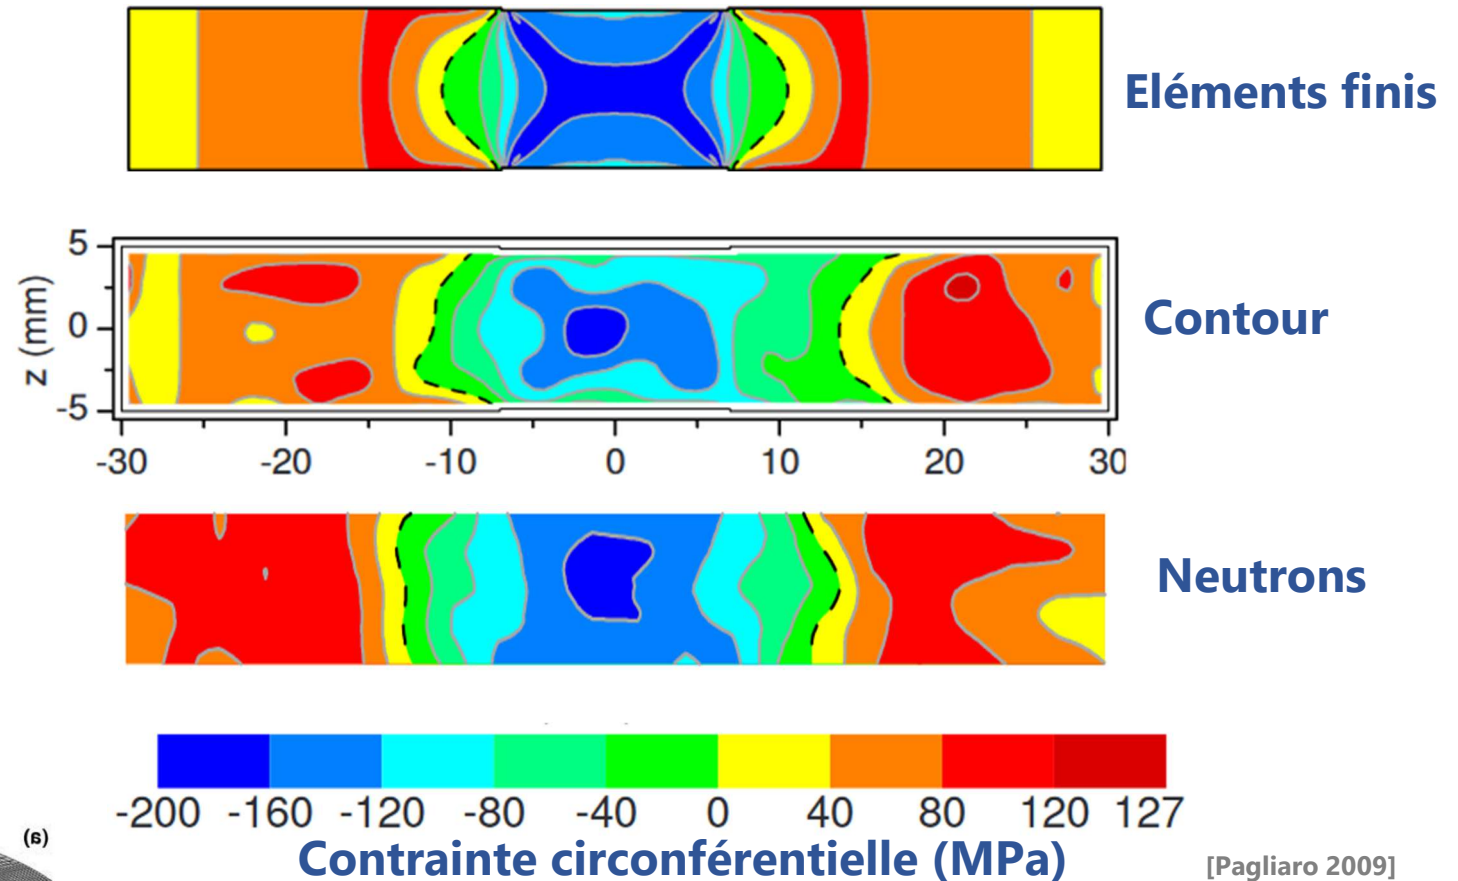 Eléments finis
5
0
-5
z (mm)
Contour
-30 -20 -10 0 10 20 30
Neutrons
-200 -160 -120 -80 -40 0 40 80 120 127
(a)
Contrainte circonférentielle (MPa)
[Pagliaro 2009]